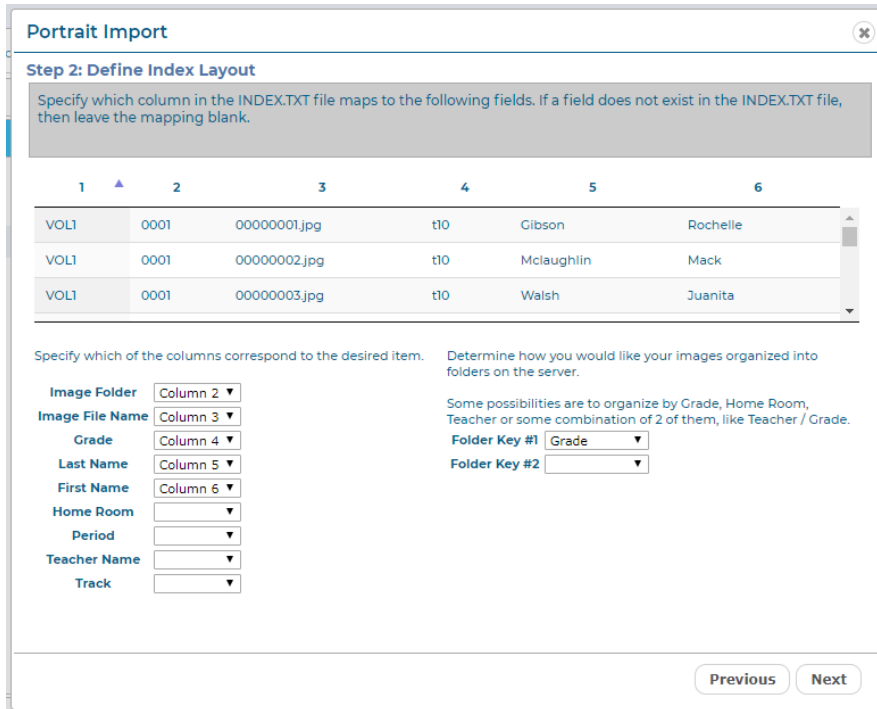 Portrait Import
Step 2: Define Index Layout
Specify which column in the INDEX.TXT file maps to the following fields. If a field does not exist in the INDEX.TXT file,
then leave the mapping blank.
1 2 3 4 5 6
VOL1 0001 00000001.jpg t10 Gibson Rochelle
VOL1 0001 00000002.jpg t10 Mclaughlin Mack
VOL1 0001 00000003.jpg t10 Walsh Juanita
Specify which of the columns correspond to the desired item.
Image Folder Column 2
Image File Name Column 3
Grade Column 4
Last Name Column 5
First Name Column 6
Home Room
Period
Teacher Name
Track
Determine how you would like your images organized into
folders on the server.
Some possibilities are to organize by Grade, Home Room,
Teacher or some combination of 2 of them, like Teacher / Grade.
Folder Key #1 Grade
Folder Key #2
Previous Next